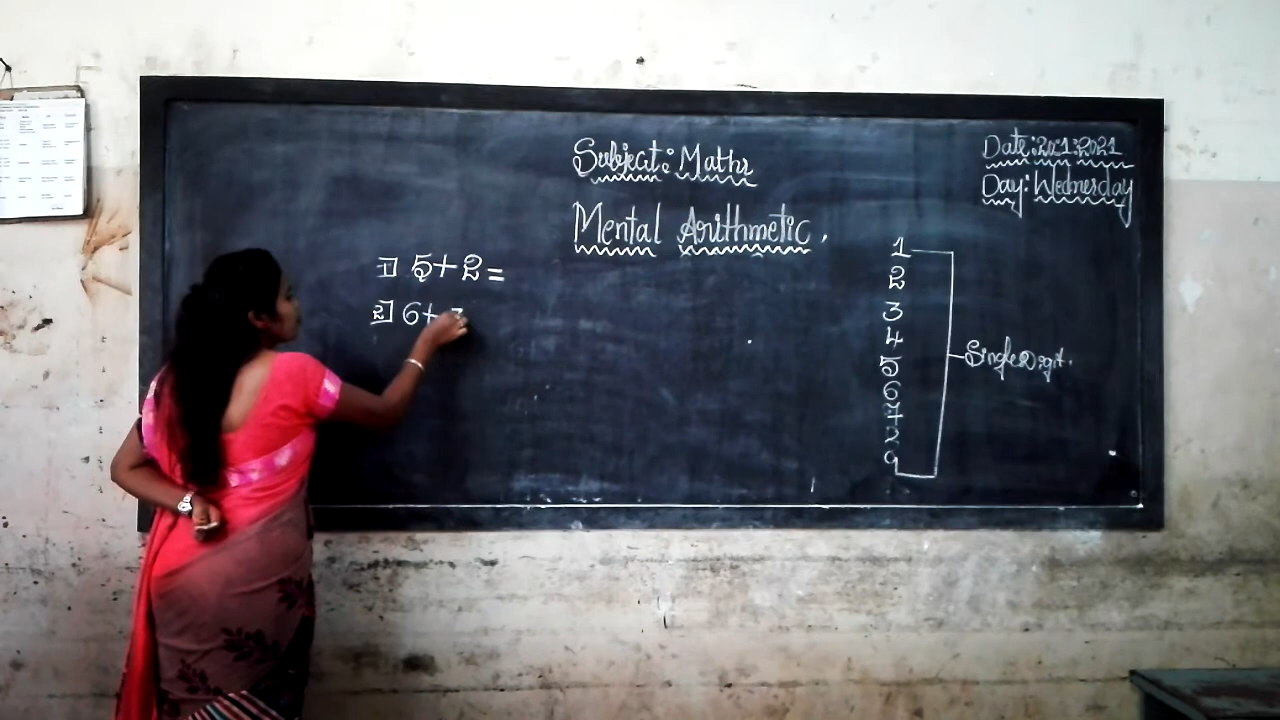 Subject: Maths
Date: 20:1:2021
Day: Wednesday
Mental Arithmetic.
1] 5+2=
2] 6+
1
2
3
4
5
6
7
8
9
Single Digit.